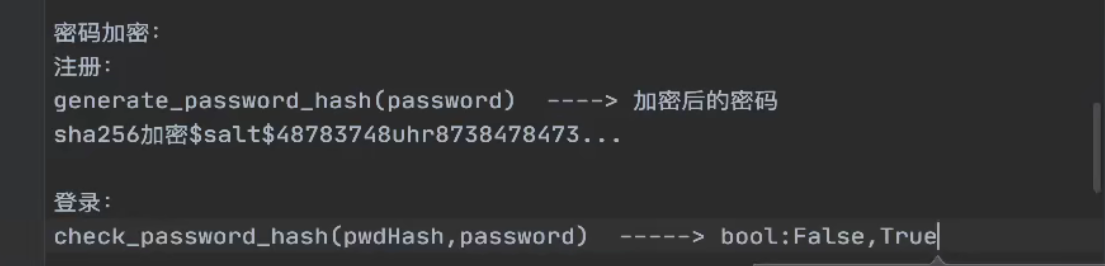 密码加密：
注册：
generate_password_hash(password)  ----> 加密后的密码
sha256加密$salt$48783748uhr8738478473...
登录：
check_password_hash(pwdHash,password)  -----> bool:False,True